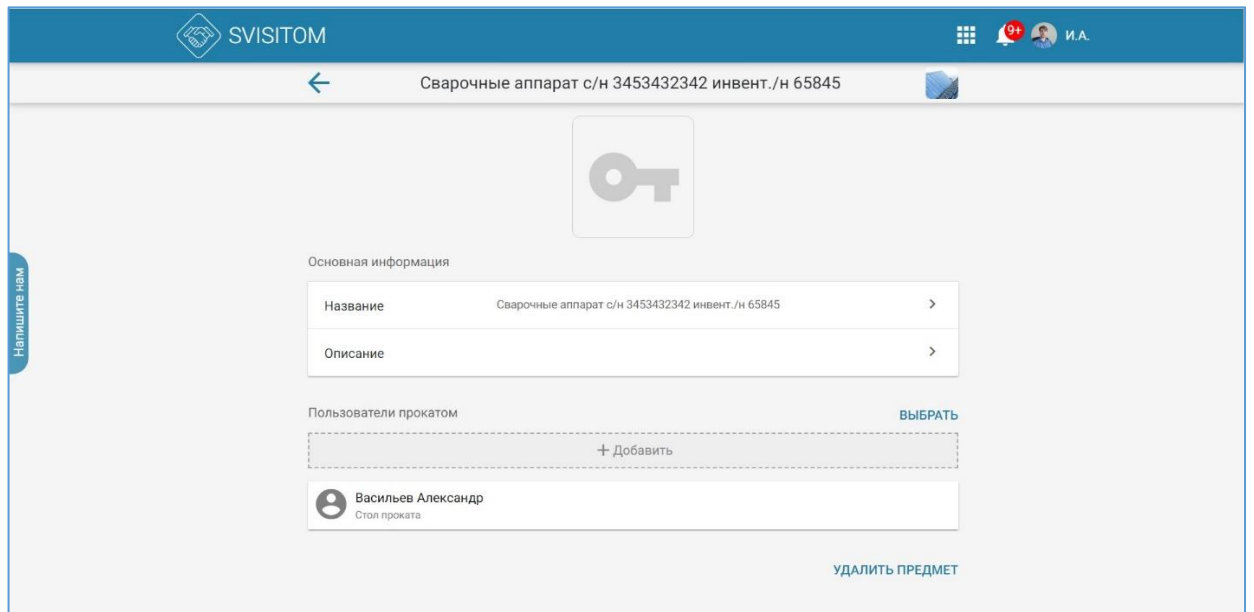 SVISITOM
9+
И.А.
Сварочные аппарат с/н 3453432342 инвент./н 65845
Напишите нам
Основная информация
Название Сварочные аппарат с/н 3453432342 инвент./н 65845
Описание
Пользователи прокатом ВЫБРАТЬ
+ Добавить
Васильев Александр
Стол проката
УДАЛИТЬ ПРЕДМЕТ